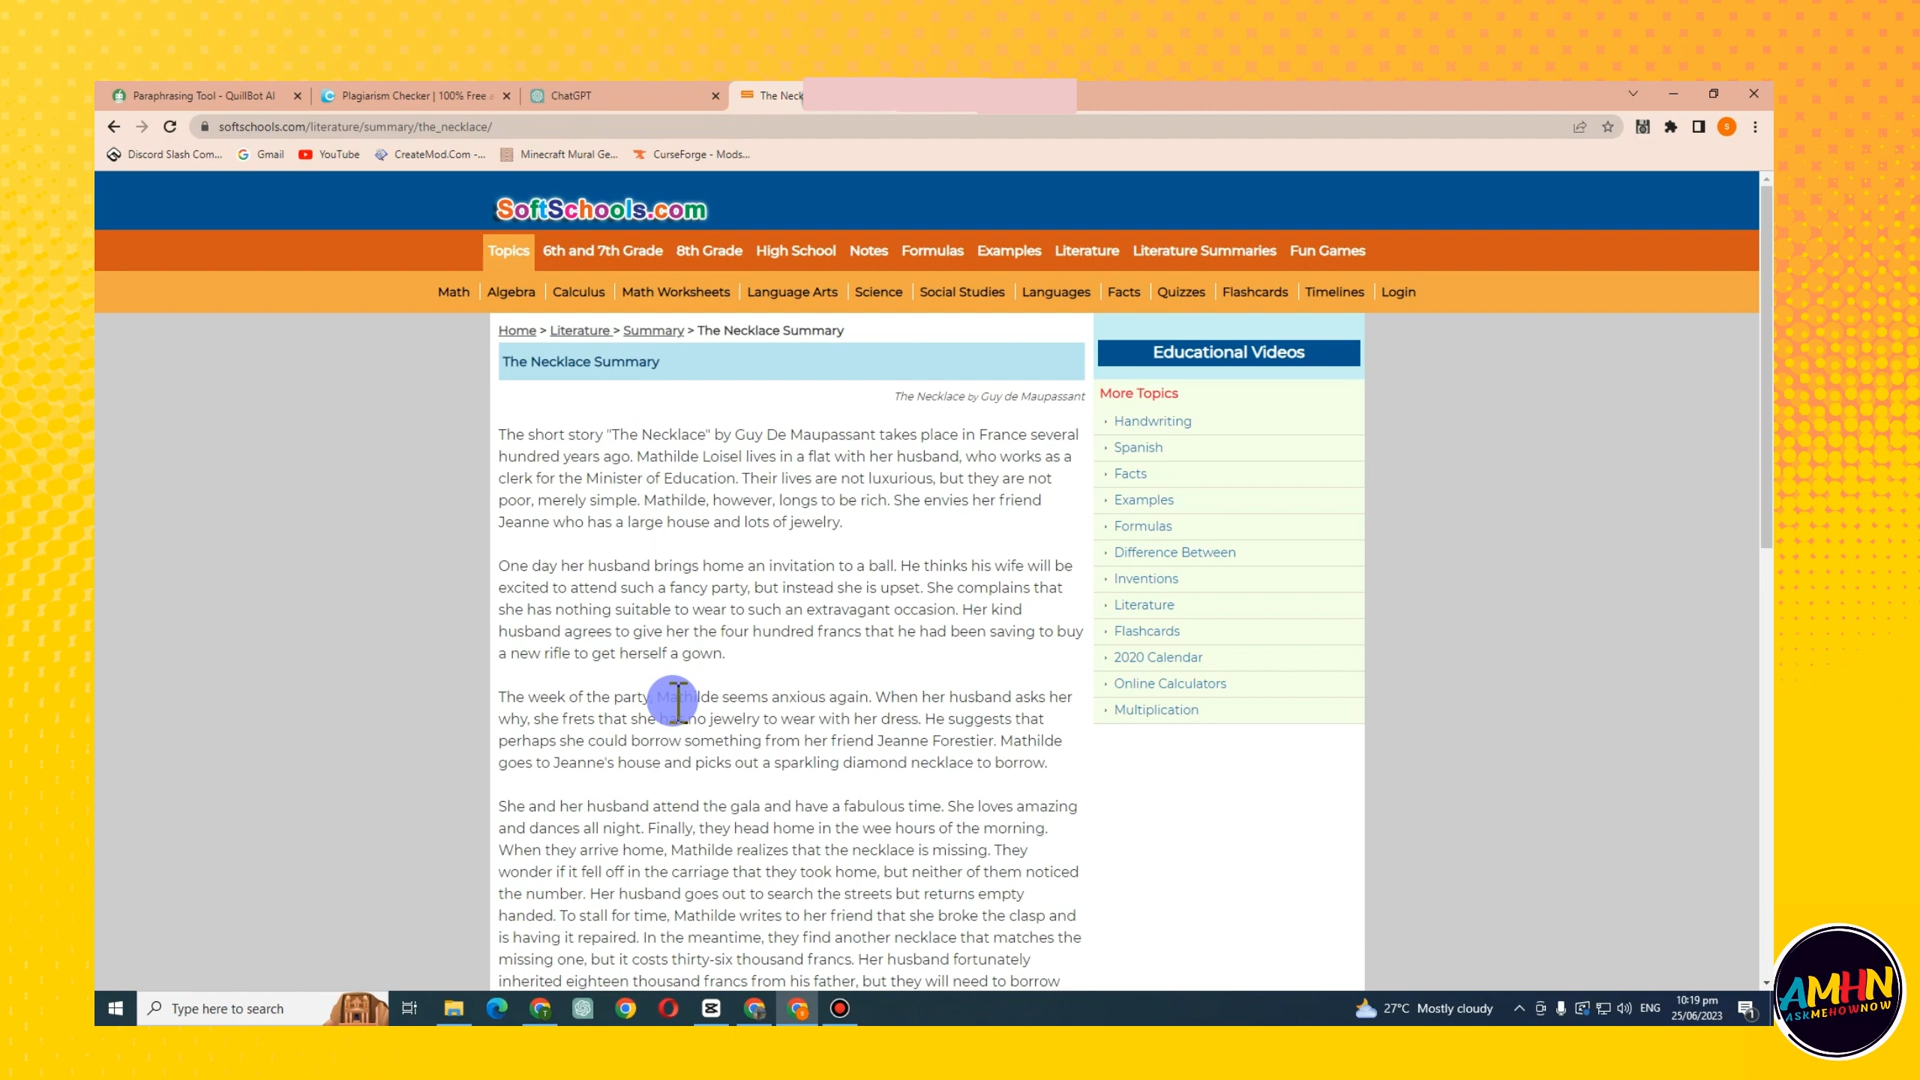 Paraphrasing Tool - QuillBot AI
Plagiarism Checker | 100% Free a
ChatGPT
The Neck
softschools.com/literature/summary/the_necklace/
S
Discord Slash Com...
Gmail
YouTube
CreateMod.Com -...
Minecraft Mural Ge...
CurseForge - Mods...
SoftSchools.com
Topics 6th and 7th Grade 8th Grade High School Notes Formulas Examples Literature Literature Summaries Fun Games
Math Algebra Calculus Math Worksheets Language Arts Science Social Studies Languages Facts Quizzes Flashcards Timelines Login
Home > Literature > Summary > The Necklace Summary
The Necklace Summary
The Necklace by Guy de Maupassant
The short story "The Necklace" by Guy De Maupassant takes place in France several
hundred years ago. Mathilde Loisel lives in a flat with her husband, who works as a
clerk for the Minister of Education. Their lives are not luxurious, but they are not
poor, merely simple. Mathilde, however, longs to be rich. She envies her friend
Jeanne who has a large house and lots of jewelry.
One day her husband brings home an invitation to a ball. He thinks his wife will be
excited to attend such a fancy party, but instead she is upset. She complains that
she has nothing suitable to wear to such an extravagant occasion. Her kind
husband agrees to give her the four hundred francs that he had been saving to buy
a new rifle to get herself a gown.
The week of the party, Mathilde seems anxious again. When her husband asks her
why, she frets that she has no jewelry to wear with her dress. He suggests that
perhaps she could borrow something from her friend Jeanne Forestier. Mathilde
goes to Jeanne's house and picks out a sparkling diamond necklace to borrow.
She and her husband attend the gala and have a fabulous time. She loves amazing
and dances all night. Finally, they head home in the wee hours of the morning.
When they arrive home, Mathilde realizes that the necklace is missing. They
wonder if it fell off in the carriage that they took home, but neither of them noticed
the number. Her husband goes out to search the streets but returns empty
handed. To stall for time, Mathilde writes to her friend that she broke the clasp and
is having it repaired. In the meantime, they find another necklace that matches the
missing one, but it costs thirty-six thousand francs. Her husband fortunately
inherited eighteen thousand francs from his father, but they will need to borrow
Educational Videos
More Topics
Handwriting
Spanish
Facts
Examples
Formulas
Difference Between
Inventions
Literature
Flashcards
2020 Calendar
Online Calculators
Multiplication
Type here to search
27°C Mostly cloudy
ENG
10:19 pm
25/06/2023
1
AMHN
ASKMEHOWNOW